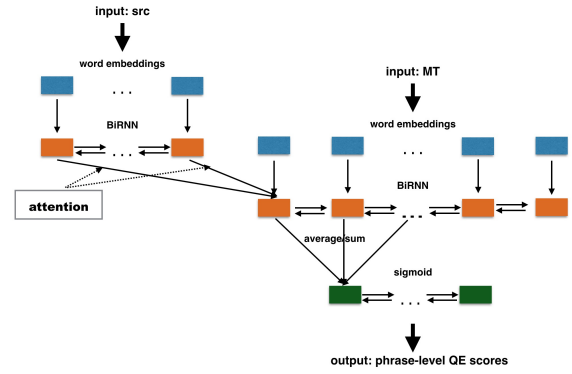 input: src
word embeddings
. . .
BiRNN
. . .
attention
input: MT
word embeddings
. . .
BiRNN
. . .
average/sum
sigmoid
. . .
output: phrase-level QE scores